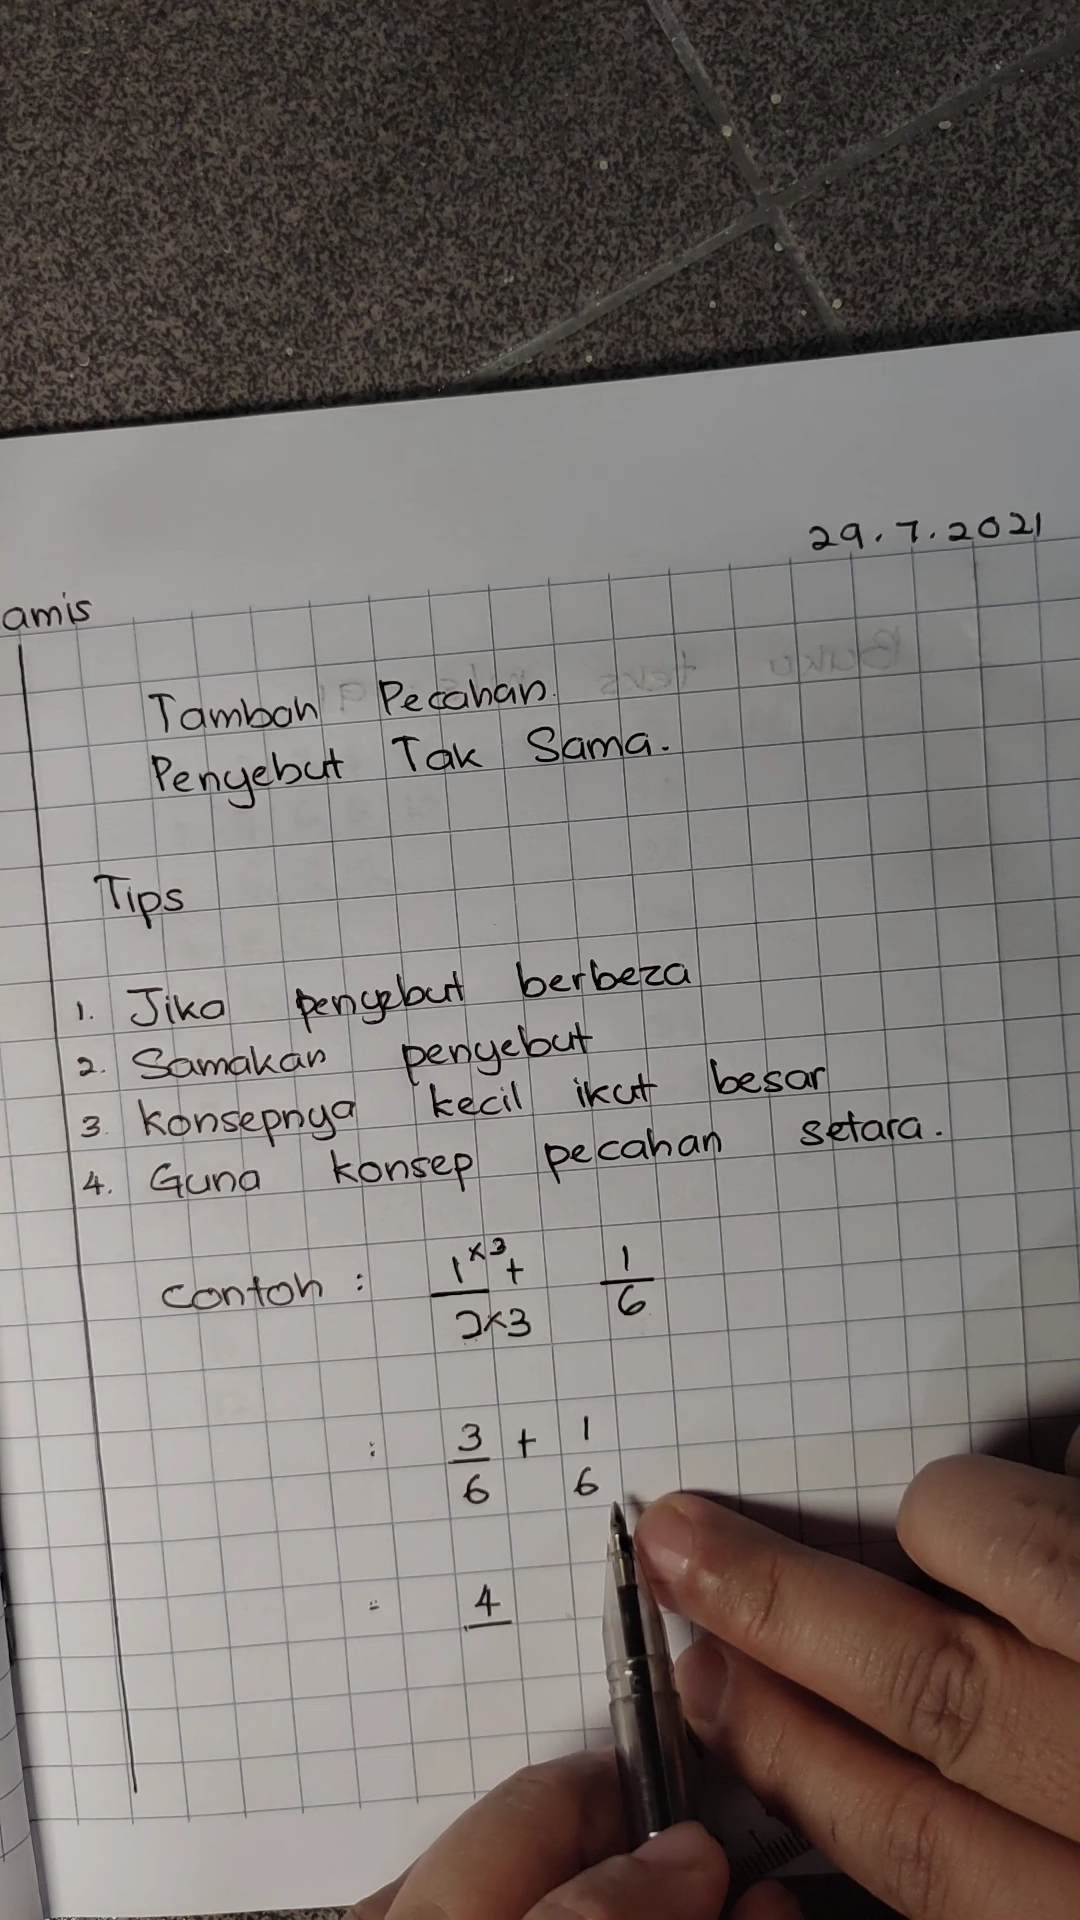 29.7.2021
amis
Tambah Pecahan
Penyebut Tak Sama.
Tips
1. Jika penyebut berbeza
2. Samakan penyebut
3. Konsepnya kecil ikut besar
4. Guna konsep pecahan setara.
Contoh : 1×3/2×3 + 1/6
: 3/6 + 1/6
= 4